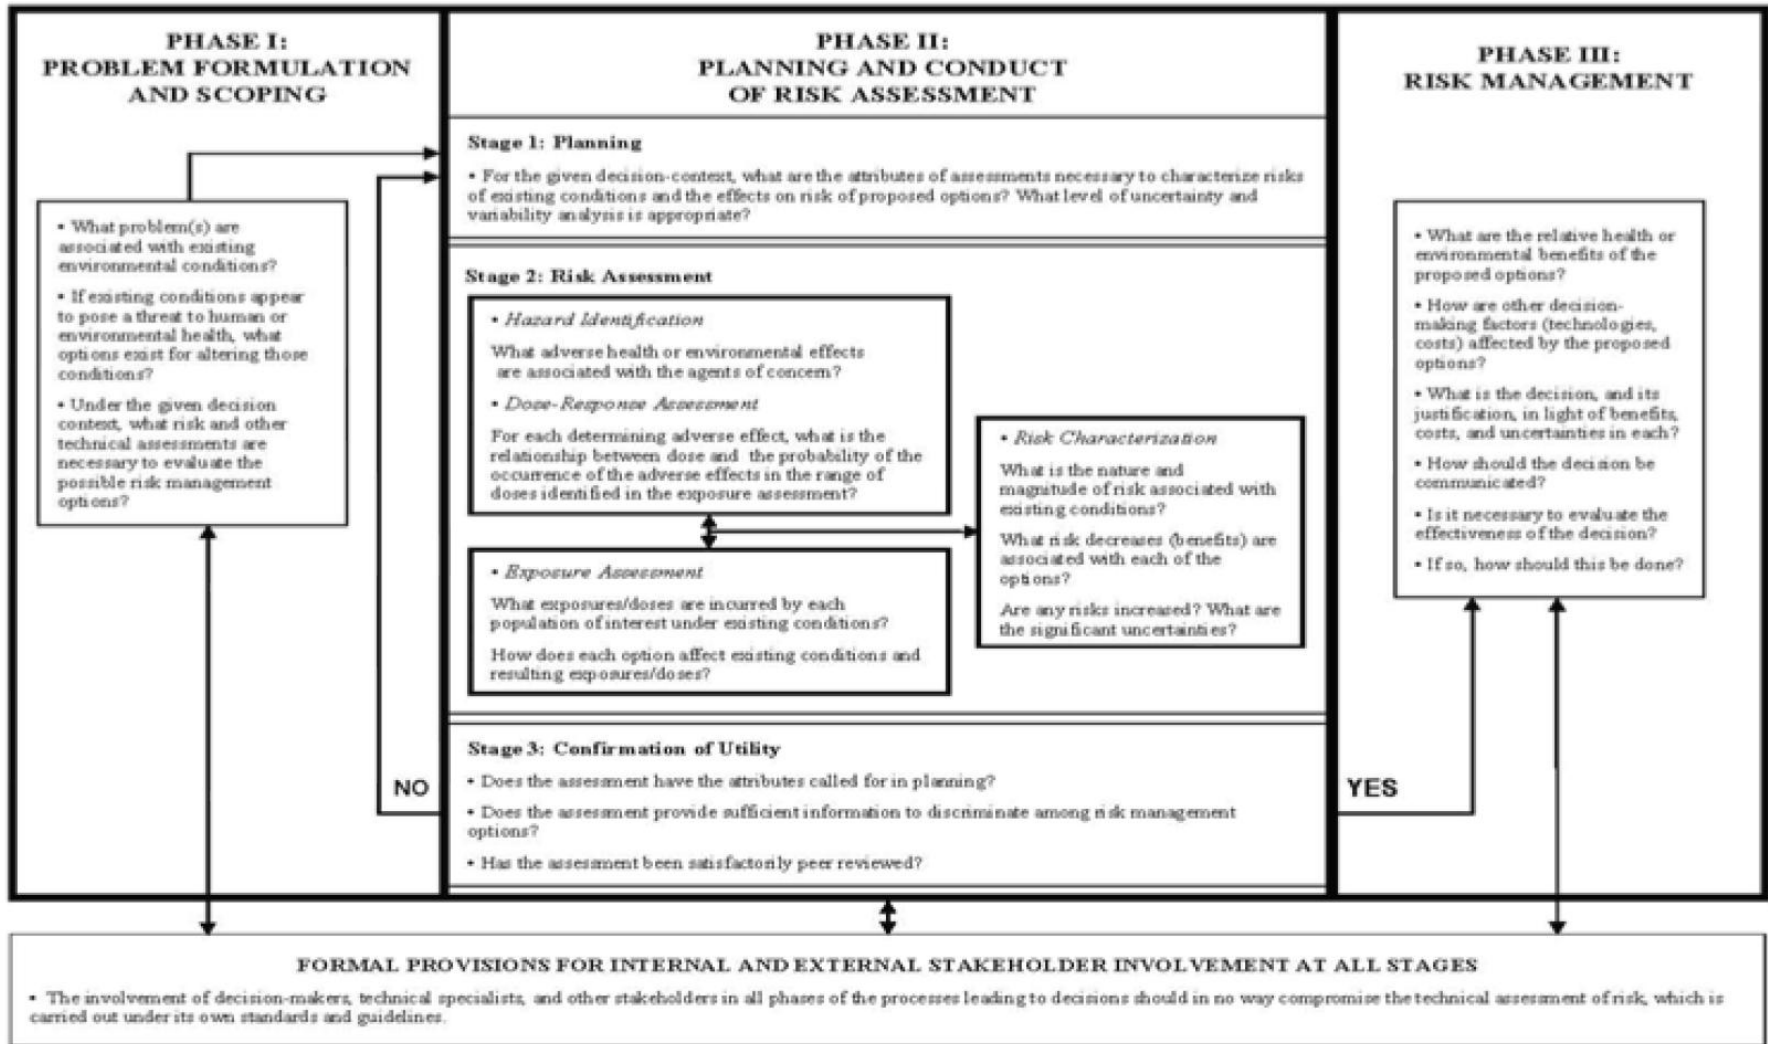 PHASE I:
PROBLEM FORMULATION
AND SCOPING
• What problem(s) are
associated with existing
environmental conditions?
• If existing conditions appear
to pose a threat to human or
environmental health, what
options exist for altering those
conditions?
• Under the given decision
context, what risk and other
technical assessments are
necessary to evaluate the
possible risk management
options?
PHASE II:
PLANNING AND CONDUCT
OF RISK ASSESSMENT
Stage 1: Planning
• For the given decision-context, what are the attributes of assessments necessary to characterize risks
of existing conditions and the effects on risk of proposed options? What level of uncertainty and
variability analysis is appropriate?
Stage 2: Risk Assessment
• Hazard Identification
What adverse health or environmental effects
are associated with the agents of concern?
• Dose-Response Assessment
For each determining adverse effect, what is the
relationship between dose and the probability of the
occurrence of the adverse effects in the range of
doses identified in the exposure assessment?
• Exposure Assessment
What exposures/doses are incurred by each
population of interest under existing conditions?
How does each option affect existing conditions and
resulting exposures/doses?
• Risk Characterization
What is the nature and
magnitude of risk associated with
existing conditions?
What risk decreases (benefits) are
associated with each of the
options?
Are any risks increased? What are
the significant uncertainties?
Stage 3: Confirmation of Utility
• Does the assessment have the attributes called for in planning?
• Does the assessment provide sufficient information to discriminate among risk management
options?
• Has the assessment been satisfactorily peer reviewed?
NO
YES
PHASE III:
RISK MANAGEMENT
• What are the relative health or
environmental benefits of the
proposed options?
• How are other decision-
making factors (technologies,
costs) affected by the proposed
options?
• What is the decision, and its
justification, in light of benefits,
costs, and uncertainties in each?
• How should the decision be
communicated?
• Is it necessary to evaluate the
effectiveness of the decision?
• If so, how should this be done?
FORMAL PROVISIONS FOR INTERNAL AND EXTERNAL STAKEHOLDER INVOLVEMENT AT ALL STAGES
• The involvement of decision-makers, technical specialists, and other stakeholders in all phases of the processes leading to decisions should in no way compromise the technical assessment of risk, which is
carried out under its own standards and guidelines.